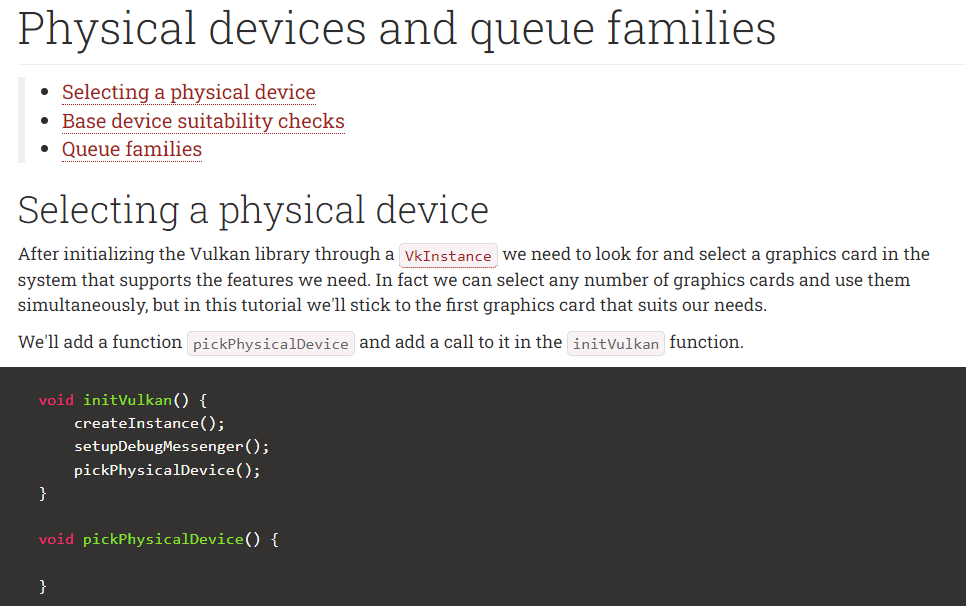 Physical devices and queue families
Selecting a physical device
Base device suitability checks
Queue families
Selecting a physical device
After initializing the Vulkan library through a VkInstance we need to look for and select a graphics card in the
system that supports the features we need. In fact we can select any number of graphics cards and use them
simultaneously, but in this tutorial we'll stick to the first graphics card that suits our needs.
We'll add a function pickPhysicalDevice and add a call to it in the initVulkan function.
void initVulkan() {
    createInstance();
    setupDebugMessenger();
    pickPhysicalDevice();
}
void pickPhysicalDevice() {
}